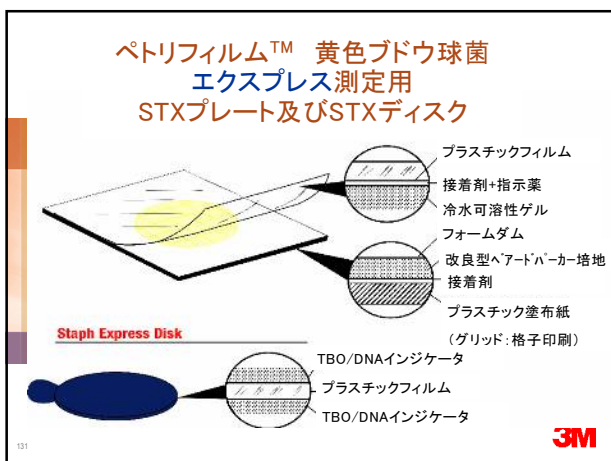 ペトリフィルム™ 黄色ブドウ球菌
エクスプレス測定用
STXプレート及びSTXディスク
プラスチックフィルム
接着剤+指示薬
冷水可溶性ゲル
フォームダム
改良型ベアードパーカー培地
接着剤
プラスチック塗布紙
(グリッド:格子印刷)
Staph Express Disk
TBO/DNAインジケータ
プラスチックフィルム
TBO/DNAインジケータ
131
3M